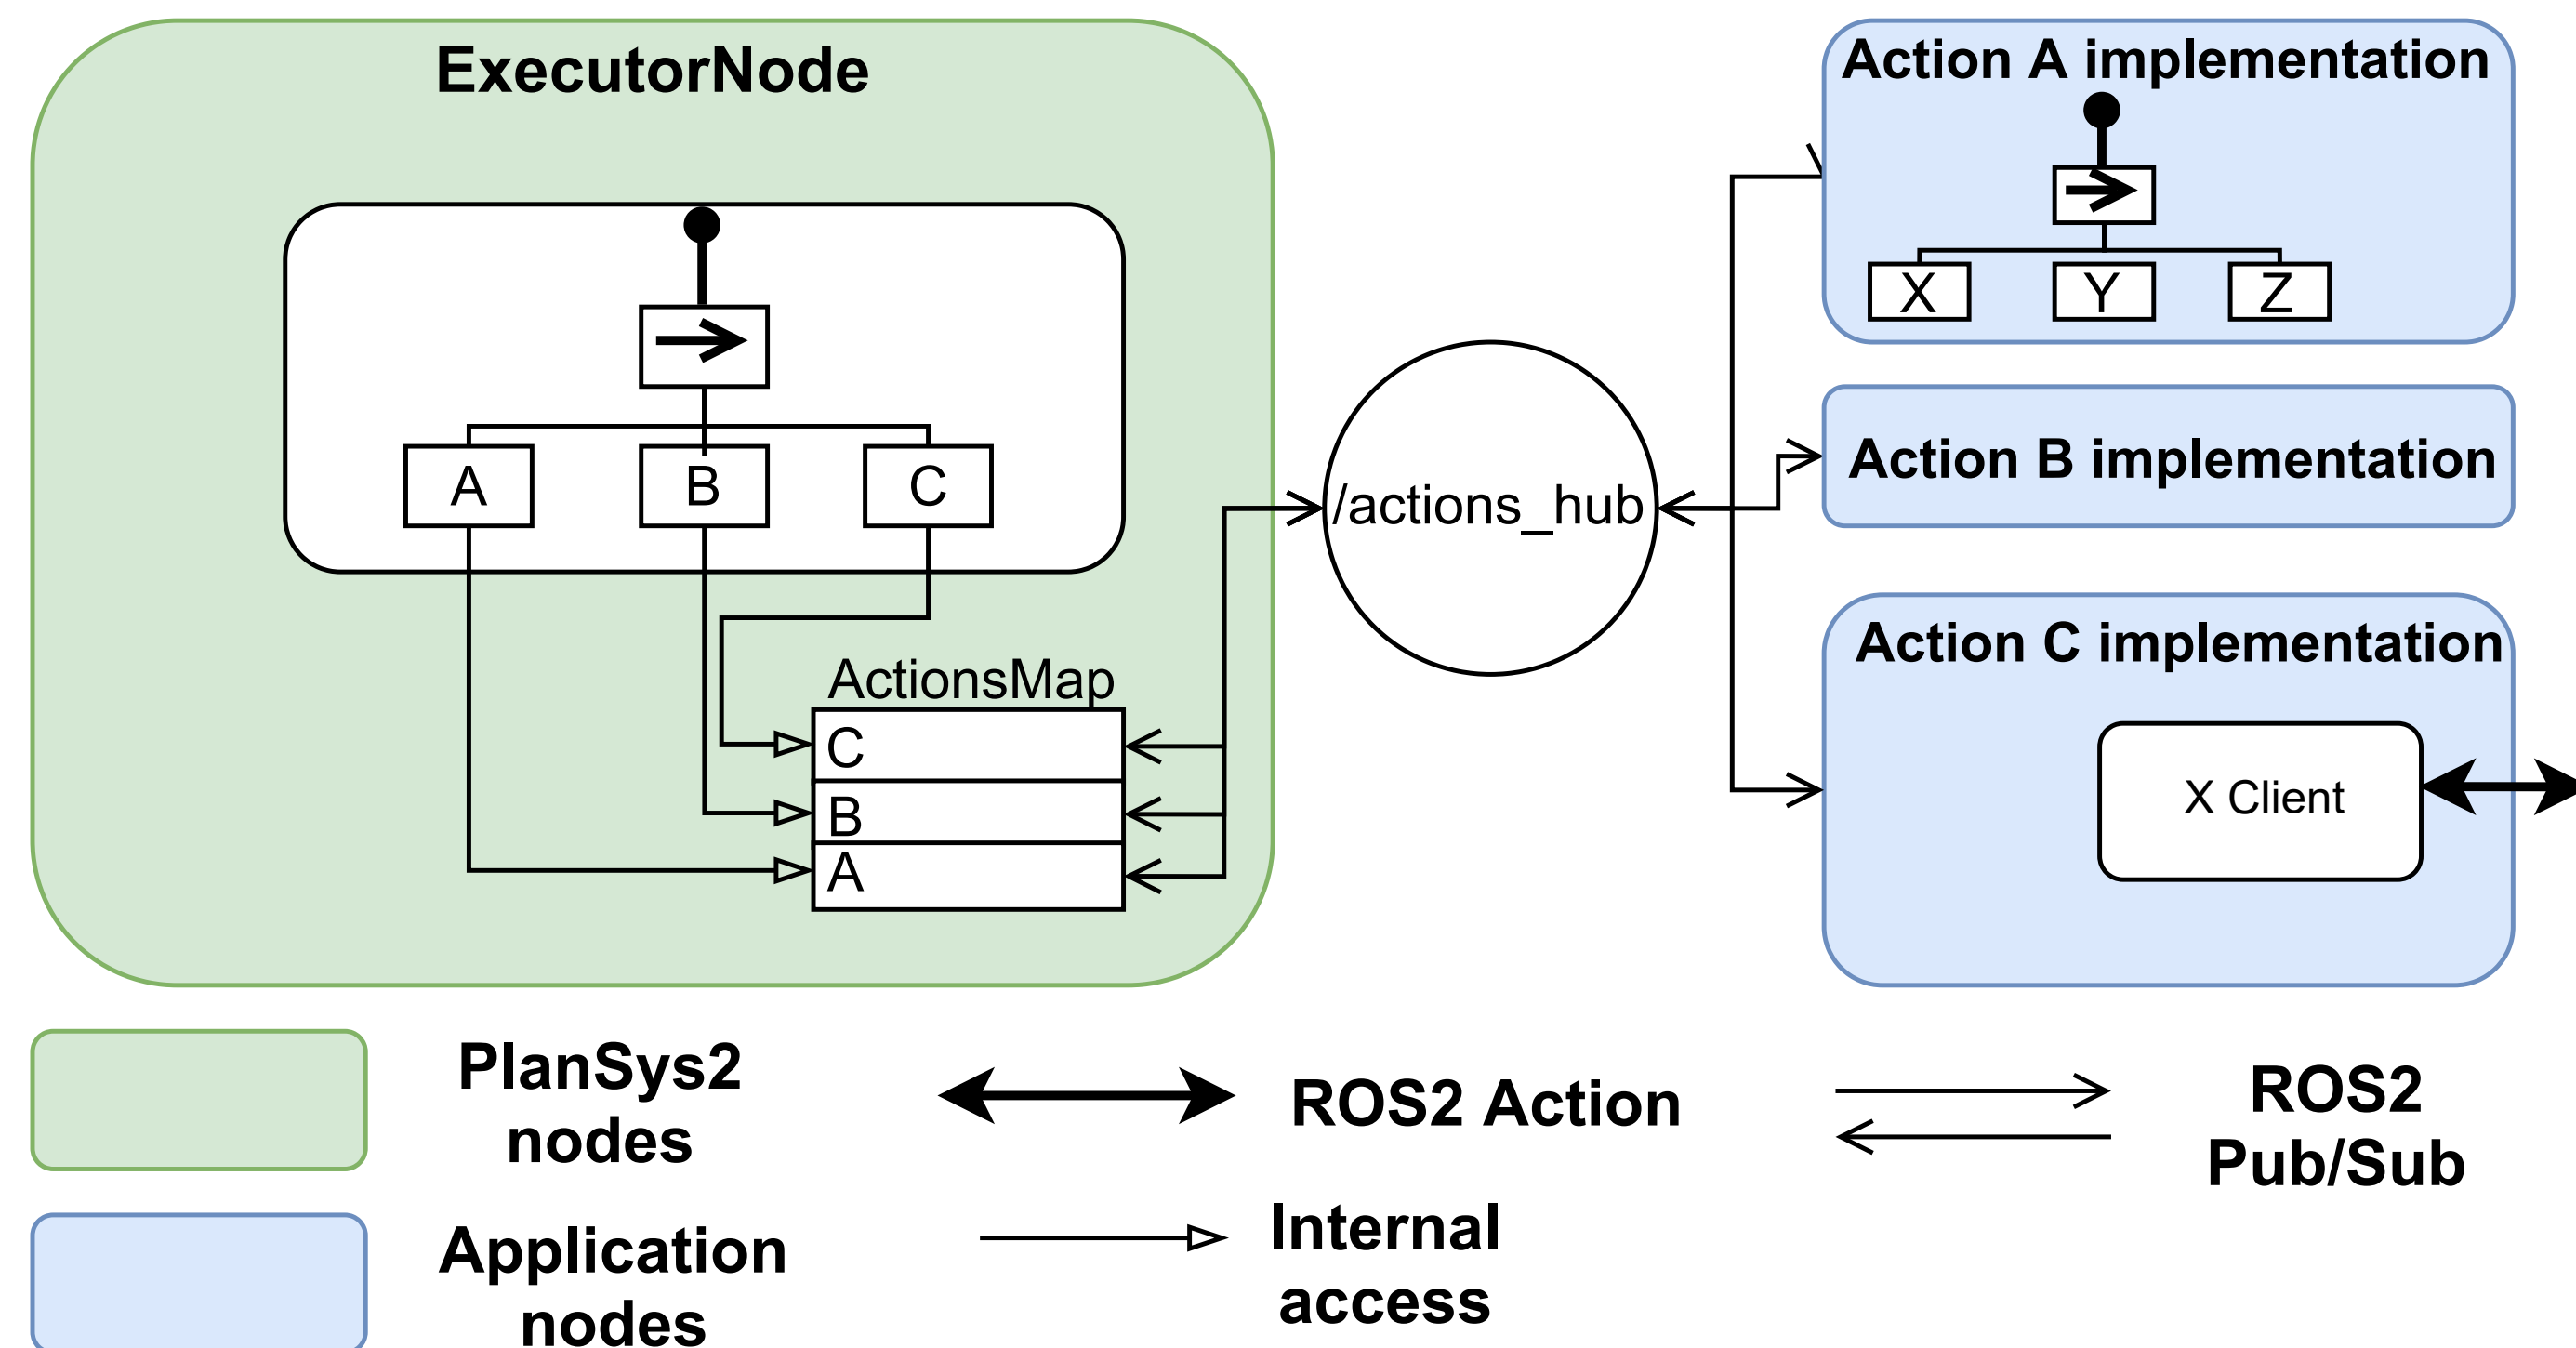 ExecutorNode
A
B
C
ActionsMap
C
B
A
/actions_hub
Action A implementation
X
Y
Z
Action B implementation
Action C implementation
X Client
PlanSys2
nodes
ROS2 Action
ROS2
Pub/Sub
Application
nodes
Internal
access